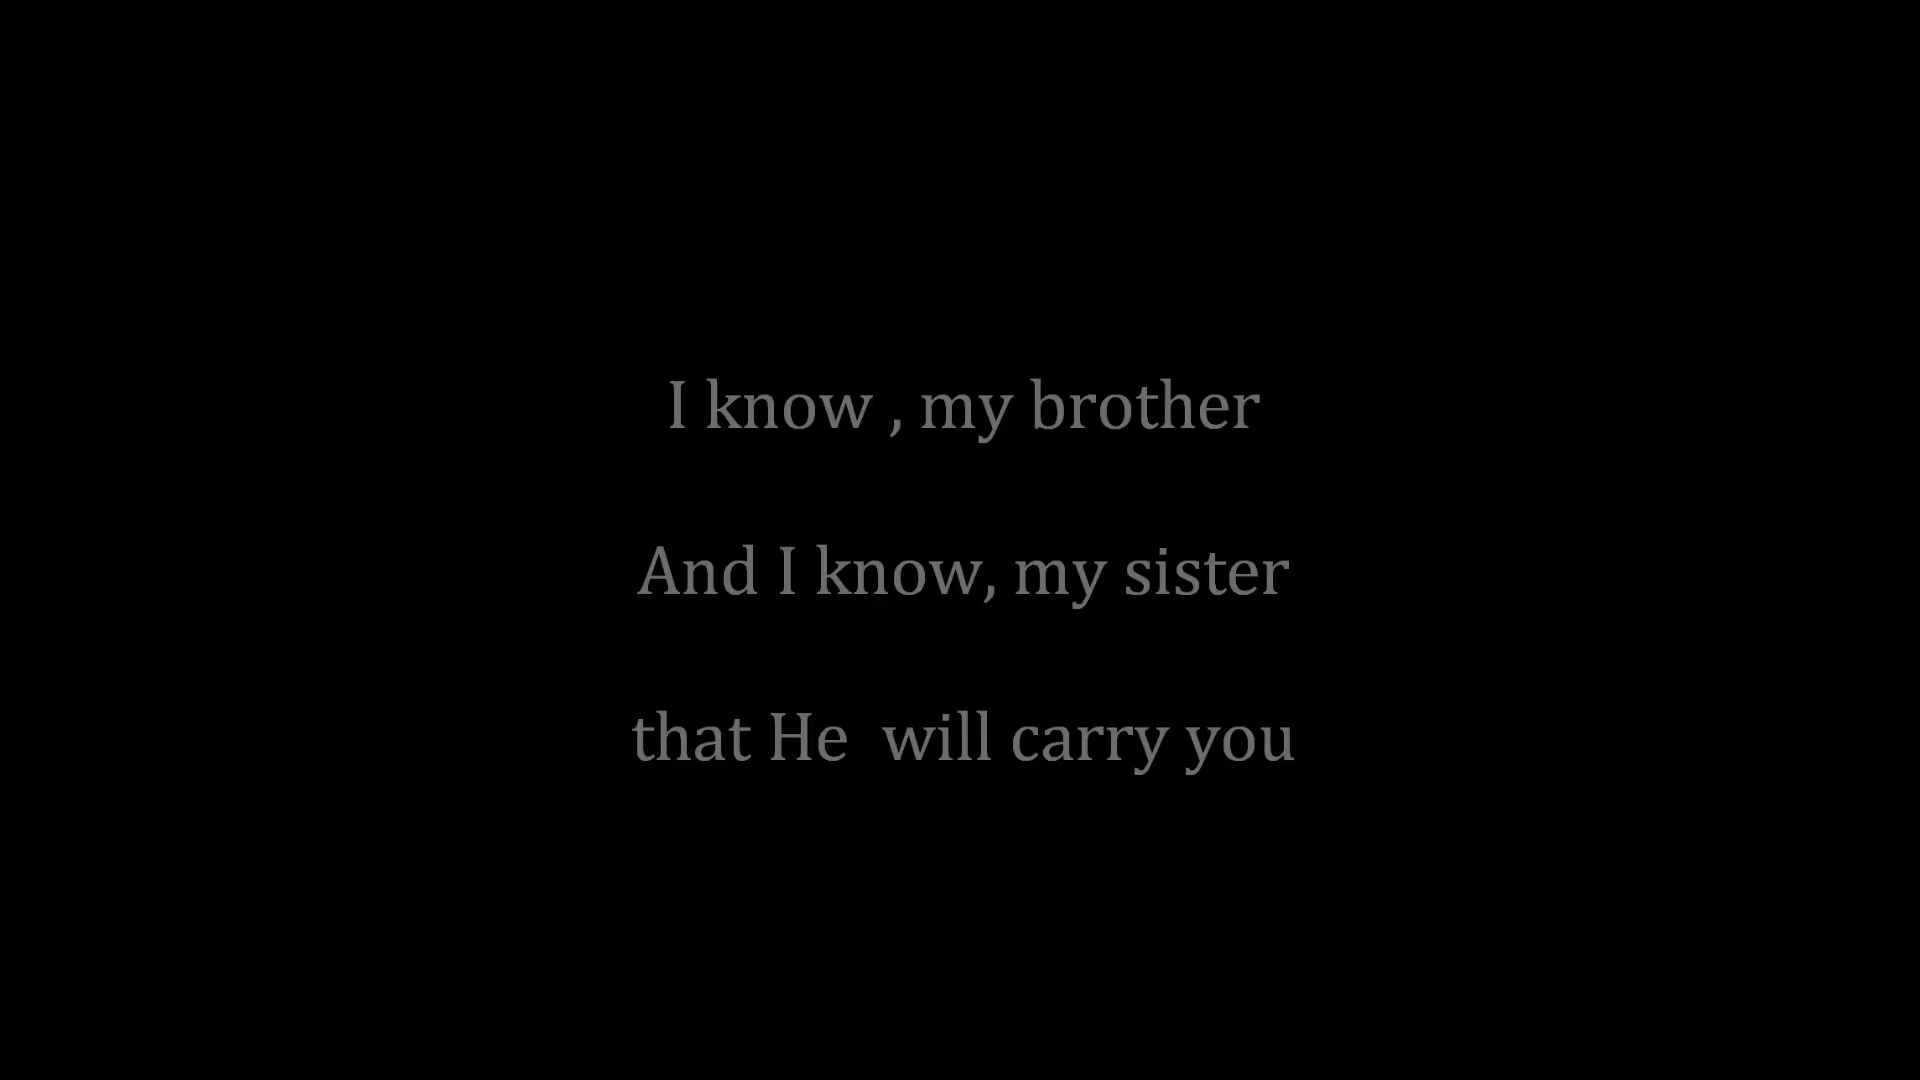 I know , my brother
And I know, my sister
that He  will carry you